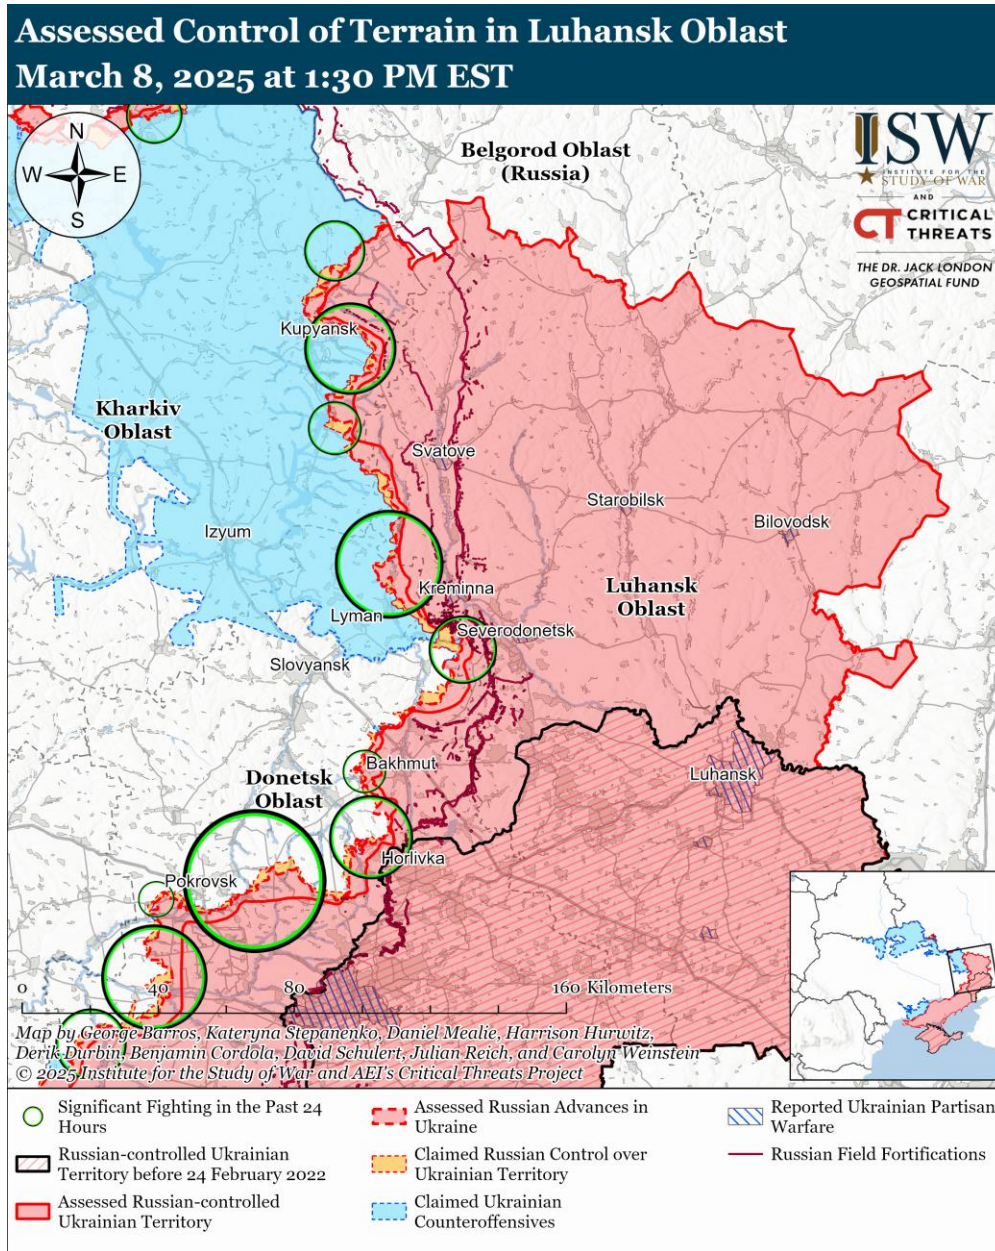 Assessed Control of Terrain in Luhansk Oblast
March 8, 2025 at 1:30 PM EST
N
W
E
S
Belgorod Oblast
(Russia)
ISW
INSTITUTE FOR THE
STUDY OF WAR
AND
CT CRITICAL
THREATS
THE DR. JACK LONDON
GEOSPATIAL FUND
Kupyansk
Kharkiv
Oblast
Svatove
Starobilsk
Bilovodsk
Izyum
Kreminna
Luhansk
Oblast
Lyman
Severodonetsk
Slovyansk
Bakhmut
Luhansk
Donetsk
Oblast
Horlivka
Pokrovsk
0
40
80
160 Kilometers
Map by George Barros, Kateryna Stepanenko, Daniel Mealie, Harrison Hurwitz,
Derik Durbin, Benjamin Cordola, David Schulert, Julian Reich, and Carolyn Weinstein
© 2025 Institute for the Study of War and AEI's Critical Threats Project
Significant Fighting in the Past 24
Hours
Russian-controlled Ukrainian
Territory before 24 February 2022
Assessed Russian-controlled
Ukrainian Territory
Assessed Russian Advances in
Ukraine
Claimed Russian Control over
Ukrainian Territory
Claimed Ukrainian
Counteroffensives
Reported Ukrainian Partisan
Warfare
Russian Field Fortifications